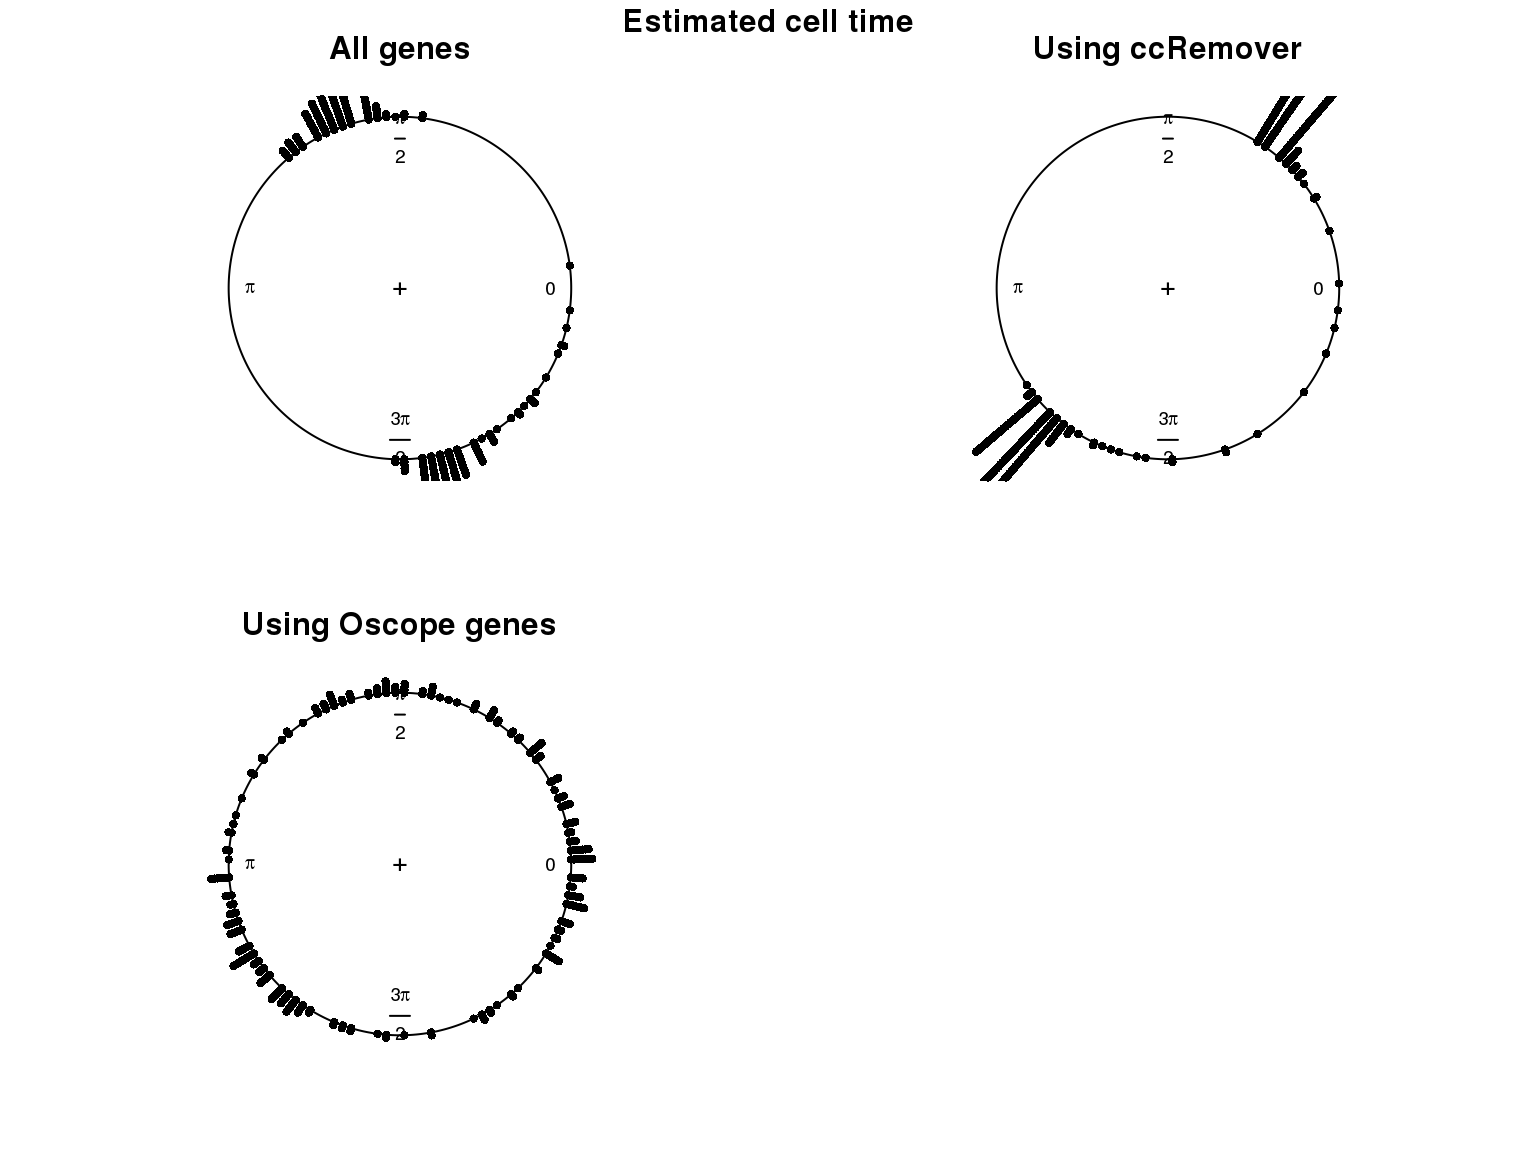 Estimated cell time
All genes
Using ccRemover
π
2
π
0
3π
2
π
2
π
0
3π
2
Using Oscope genes
π
2
π
0
3π
2